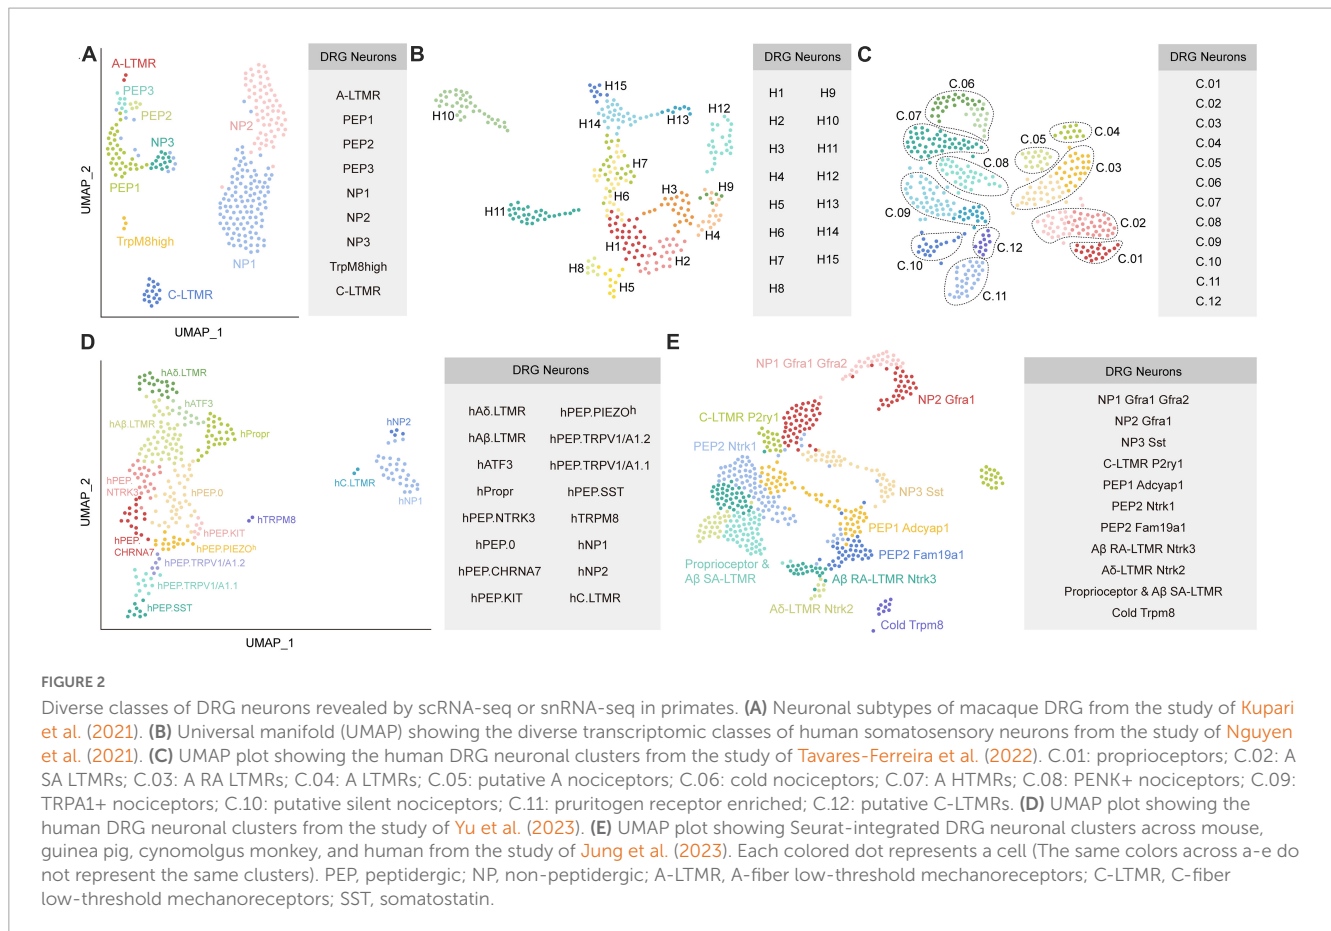 A
A-LTMR
PEP3
PEP2
NP2
NP3
PEP1
TrpM8high
NP1
C-LTMR
UMAP_2
UMAP_1
DRG Neurons
A-LTMR
PEP1
PEP2
PEP3
NP1
NP2
NP3
TrpM8high
C-LTMR
B
H15
H10
H14
H13
H12
H7
H3
H9
H6
H11
H1
H4
H2
H8
H5
DRG Neurons
H1 H9
H2 H10
H3 H11
H4 H12
H5 H13
H6 H14
H7 H15
H8
C
C.06
C.07
C.05
C.04
C.08
C.03
C.09
C.02
C.12
C.10
C.01
C.11
DRG Neurons
C.01
C.02
C.03
C.04
C.05
C.06
C.07
C.08
C.09
C.10
C.11
C.12
D
hAδ.LTMR
hATF3
hAβ.LTMR
hPropr
hNP2
hPEP.
NTRK3
hPEP.0
hC.LTMR
hNP1
hTRPM8
hPEP.KIT
hPEP.
CHRNA7
hPEP.PIEZOʰ
hPEP.TRPV1/A1.2
hPEP.TRPV1/A1.1
hPEP.SST
UMAP_2
UMAP_1
DRG Neurons
hAδ.LTMR hPEP.PIEZOʰ
hAβ.LTMR hPEP.TRPV1/A1.2
hATF3 hPEP.TRPV1/A1.1
hPropr hPEP.SST
hPEP.NTRK3 hTRPM8
hPEP.0 hNP1
hPEP.CHRNA7 hNP2
hPEP.KIT hC.LTMR
E
NP1 Gfra1 Gfra2
NP2 Gfra1
C-LTMR P2ry1
PEP2 Ntrk1
NP3 Sst
PEP1 Adcyap1
PEP2 Fam19a1
Proprioceptor &
Aβ SA-LTMR
Aβ RA-LTMR Ntrk3
Aδ-LTMR Ntrk2
Cold Trpm8
DRG Neurons
NP1 Gfra1 Gfra2
NP2 Gfra1
NP3 Sst
C-LTMR P2ry1
PEP1 Adcyap1
PEP2 Ntrk1
PEP2 Fam19a1
Aβ RA-LTMR Ntrk3
Aδ-LTMR Ntrk2
Proprioceptor & Aβ SA-LTMR
Cold Trpm8
FIGURE 2
Diverse classes of DRG neurons revealed by scRNA-seq or snRNA-seq in primates. (A) Neuronal subtypes of macaque DRG from the study of Kupari
et al. (2021). (B) Universal manifold (UMAP) showing the diverse transcriptomic classes of human somatosensory neurons from the study of Nguyen
et al. (2021). (C) UMAP plot showing the human DRG neuronal clusters from the study of Tavares-Ferreira et al. (2022). C.01: proprioceptors; C.02: A
SA LTMRs; C.03: A RA LTMRs; C.04: A LTMRs; C.05: putative A nociceptors; C.06: cold nociceptors; C.07: A HTMRs; C.08: PENK+ nociceptors; C.09:
TRPA1+ nociceptors; C.10: putative silent nociceptors; C.11: pruritogen receptor enriched; C.12: putative C-LTMRs. (D) UMAP plot showing the
human DRG neuronal clusters from the study of Yu et al. (2023). (E) UMAP plot showing Seurat-integrated DRG neuronal clusters across mouse,
guinea pig, cynomolgus monkey, and human from the study of Jung et al. (2023). Each colored dot represents a cell (The same colors across a-e do
not represent the same clusters). PEP, peptidergic; NP, non-peptidergic; A-LTMR, A-fiber low-threshold mechanoreceptors; C-LTMR, C-fiber
low-threshold mechanoreceptors; SST, somatostatin.